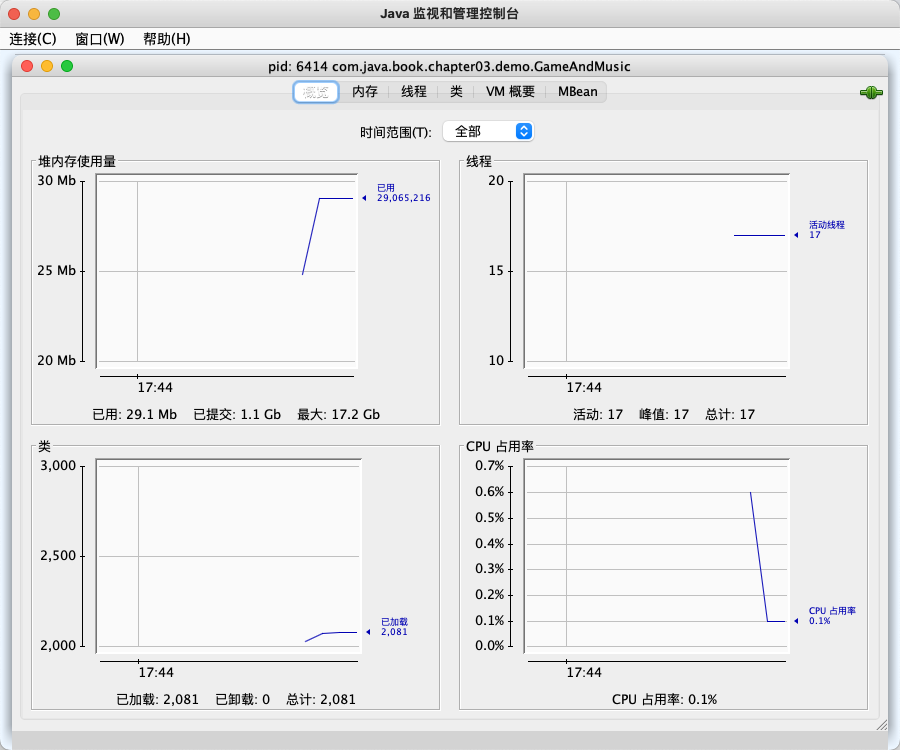 Java 监视和管理控制台
连接(C) 窗口(W) 帮助(H)
pid: 6414 com.java.book.chapter03.demo.GameAndMusic
概览 内存 线程 类 VM 概要 MBean
时间范围(T): 全部
堆内存使用量
30 Mb
25 Mb
20 Mb
已用
29,065,216
17:44
已用: 29.1 Mb 已提交: 1.1 Gb 最大: 17.2 Gb
线程
20
15
10
活动线程
17
17:44
活动: 17 峰值: 17 总计: 17
类
3,000
2,500
2,000
已加载
2,081
17:44
已加载: 2,081 已卸载: 0 总计: 2,081
CPU 占用率
0.7%
0.6%
0.5%
0.4%
0.3%
0.2%
0.1%
0.0%
CPU 占用率
0.1%
17:44
CPU 占用率: 0.1%